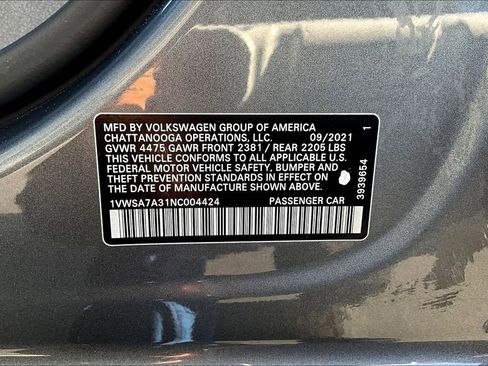 MFD BY VOLKSWAGEN GROUP OF AMERICA
CHATTANOOGA OPERATIONS, LLC. 09/2021
GVWR 4475 GAWR FRONT 2381 / REAR 2205 LBS
THIS VEHICLE CONFORMS TO ALL APPLICABLE U.S.
FEDERAL MOTOR VEHICLE SAFETY, BUMPER, AND
THEFT PREVENTION STANDARDS IN EFFECT ON THE
DATE OF MANUFACTURE SHOWN ABOVE.
1VWSA7A31NC004424 PASSENGER CAR
3939654 1